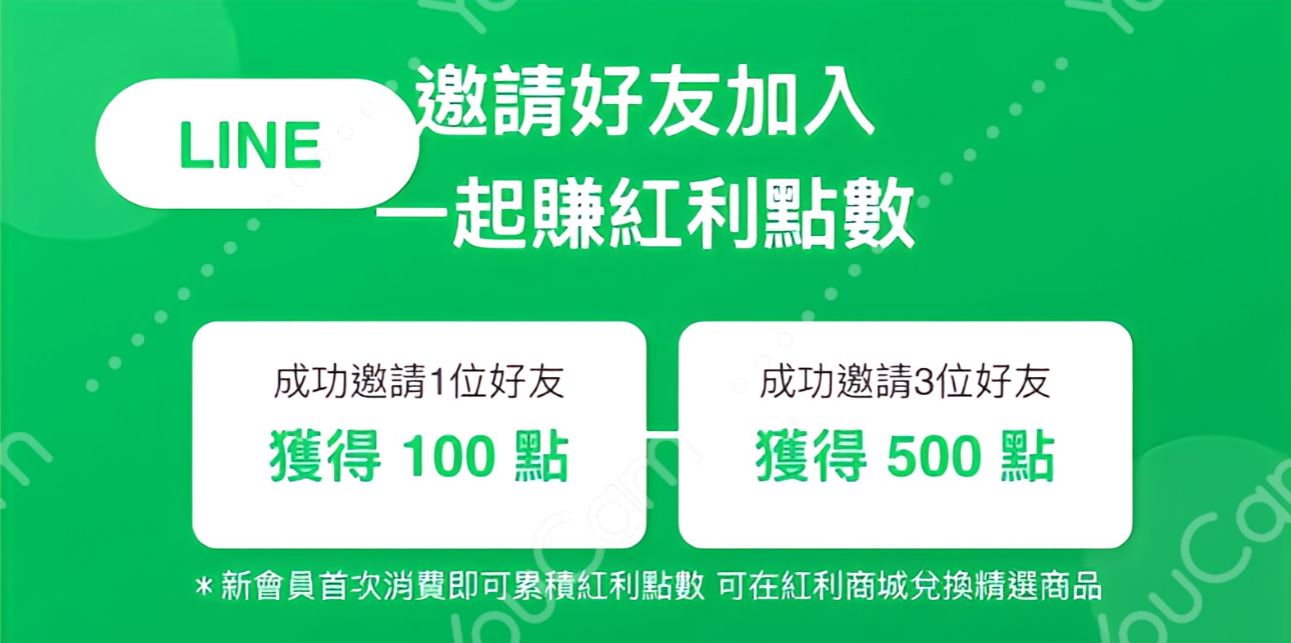 LINE
邀請好友加入
一起賺紅利點數
成功邀請1位好友
獲得 100 點
成功邀請3位好友
獲得 500 點
＊新會員首次消費即可累積紅利點數 可在紅利商城兌換精選商品
YouCam
YouCam